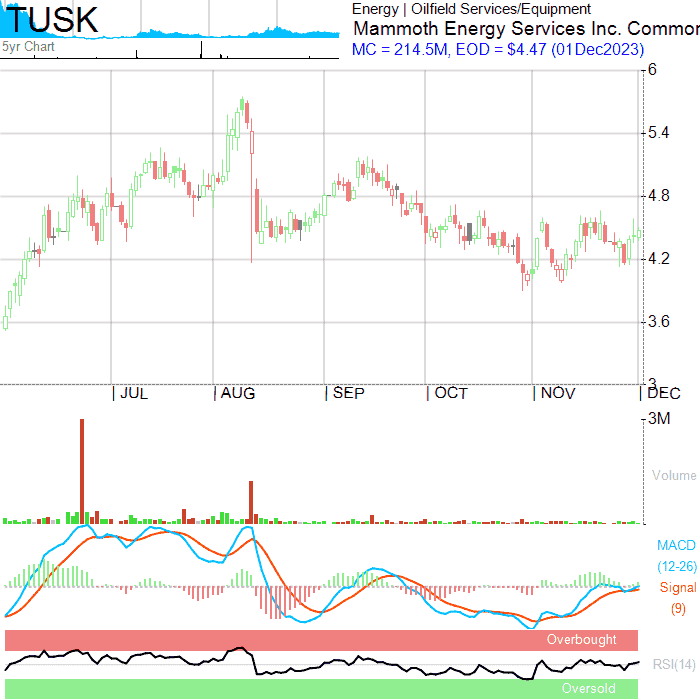 TUSK
5yr Chart
Energy | Oilfield Services/Equipment
Mammoth Energy Services Inc. Common
MC = 214.5M, EOD = $4.47 (01Dec2023)
6
5.4
4.8
4.2
3.6
3
JUL AUG SEP OCT NOV DEC
3M
Volume
MACD
(12-26)
Signal
(9)
Overbought
RSI(14)
Oversold